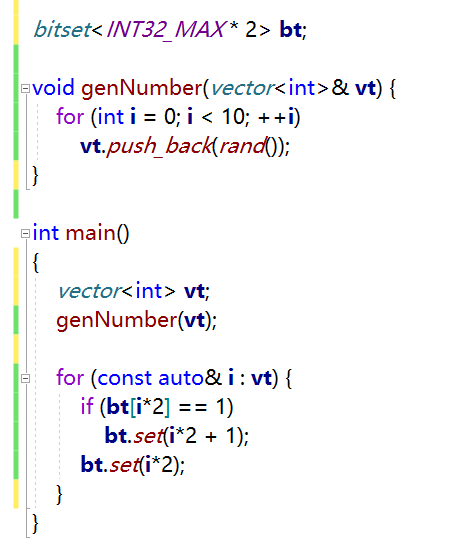 bitset<INT32_MAX * 2> bt;
void genNumber(vector<int>& vt) {
for (int i = 0; i < 10; ++i)
vt.push_back(rand());
}
int main()
{
vector<int> vt;
genNumber(vt);
for (const auto& i : vt) {
if (bt[i*2] == 1)
bt.set(i*2 + 1);
bt.set(i*2);
}
}